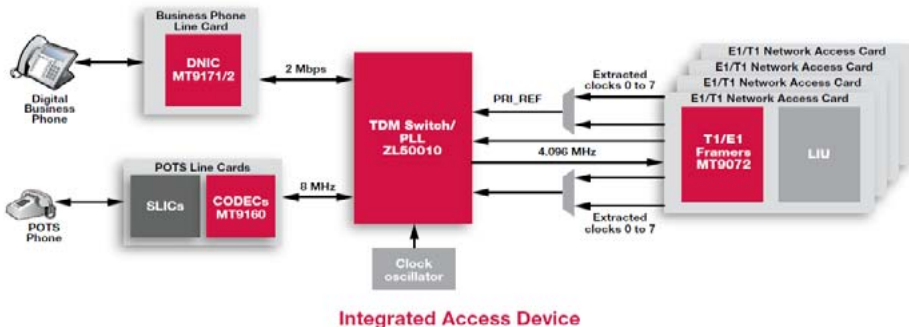 Business Phone
Line Card
DNIC
MT9171/2
Digital
Business
Phone
2 Mbps
POTS Line Cards
SLICs
CODECs
MT9160
POTS
Phone
8 MHz
TDM Switch/
PLL
ZL50010
Clock
oscillator
PRI_REF
Extracted
clocks 0 to 7
4.096 MHz
Extracted
clocks 0 to 7
E1/T1 Network Access Card
E1/T1 Network Access Card
E1/T1 Network Access Card
E1/T1 Network Access Card
T1/E1
Framers
MT9072
LIU
Integrated Access Device